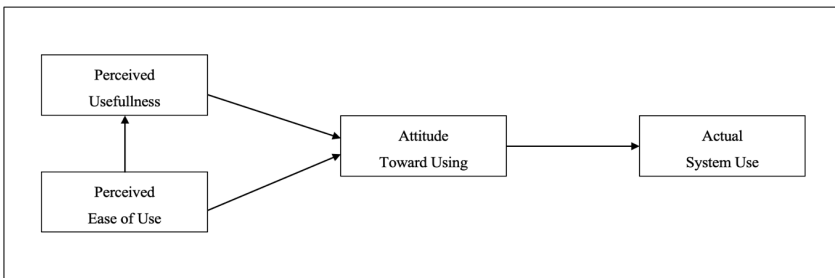 Perceived
Usefullness
Perceived
Ease of Use
Attitude
Toward Using
Actual
System Use